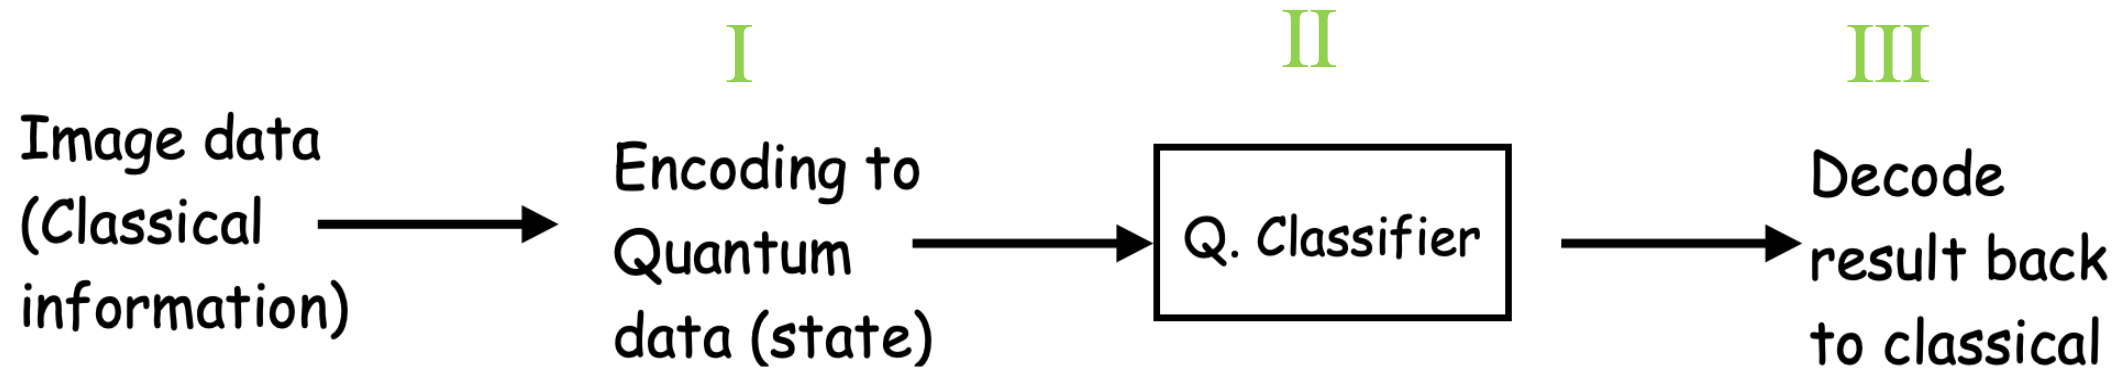 I
II
III
Image data
(Classical
information)
Encoding to
Quantum
data (state)
Q. Classifier
Decode
result back
to classical